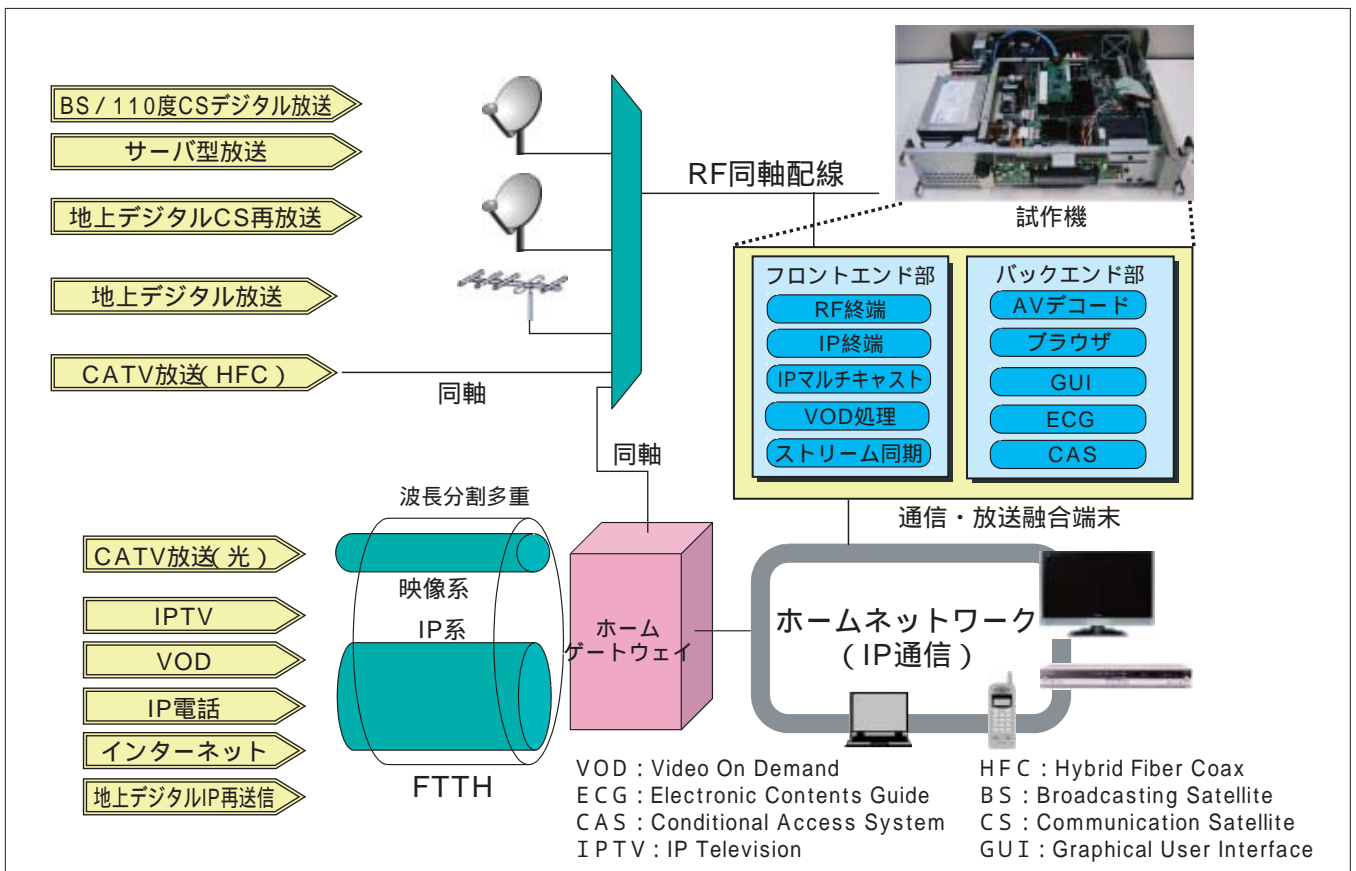 BS/110度CSデジタル放送
サーバ型放送
地上デジタルCS再放送
地上デジタル放送
CATV放送(HFC)
同軸
RF同軸配線
試作機
フロントエンド部
RF終端
IP終端
IPマルチキャスト
VOD処理
ストリーム同期
バックエンド部
AVデコード
ブラウザ
GUI
ECG
CAS
通信・放送融合端末
同軸
波長分割多重
映像系
IP系
FTTH
CATV放送(光)
IPTV
VOD
IP電話
インターネット
地上デジタルIP再送信
ホーム
ゲートウェイ
ホームネットワーク
(IP通信)
VOD:Video On Demand
ECG:Electronic Contents Guide
CAS:Conditional Access System
IPTV:IP Television
HFC:Hybrid Fiber Coax
BS:Broadcasting Satellite
CS:Communication Satellite
GUI:Graphical User Interface